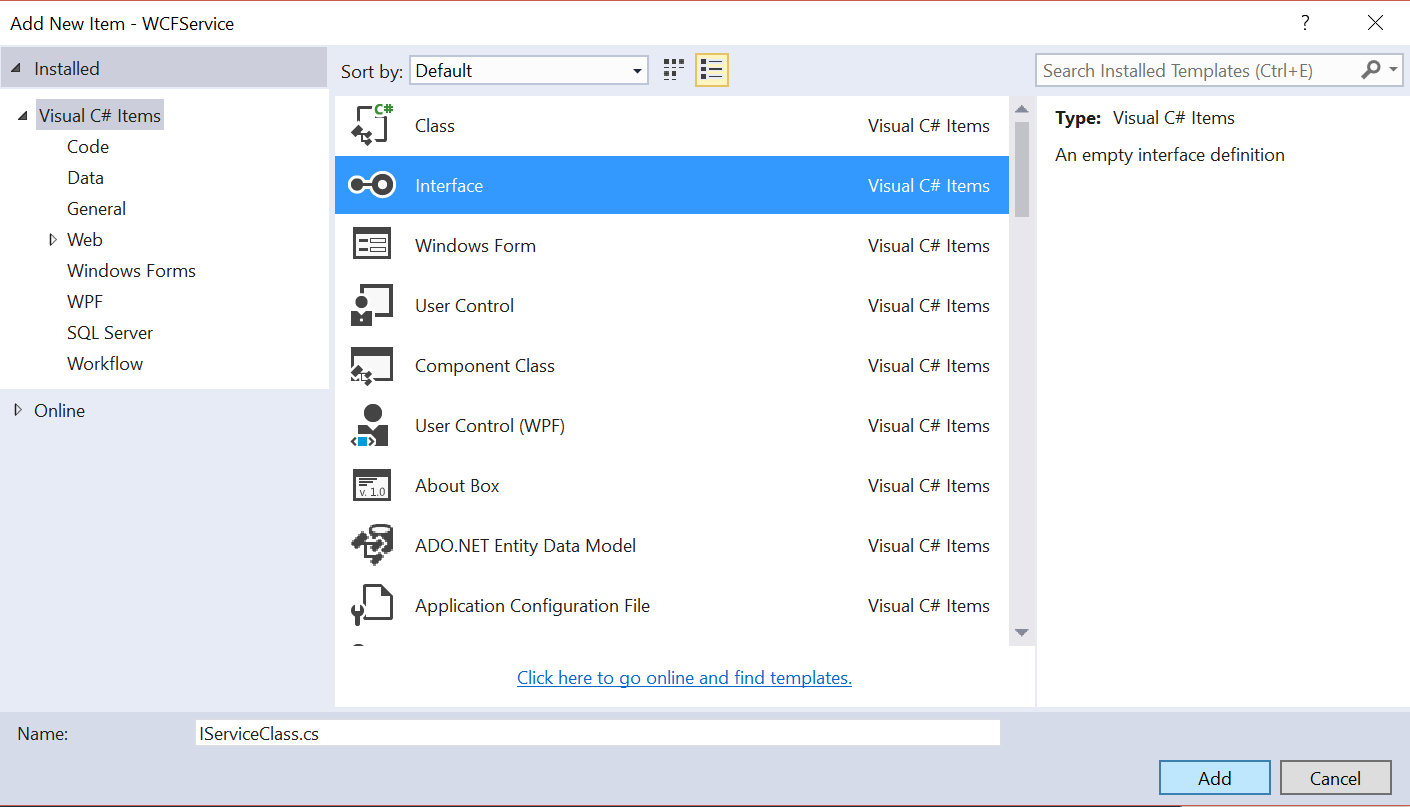 Add New Item - WCFService
?
Installed
Sort by: Default
Search Installed Templates (Ctrl+E)
Visual C# Items
Code
Data
General
Web
Windows Forms
WPF
SQL Server
Workflow
Online
C#
Class Visual C# Items
Interface Visual C# Items
Windows Form Visual C# Items
User Control Visual C# Items
Component Class Visual C# Items
User Control (WPF) Visual C# Items
v. 1.0
About Box Visual C# Items
ADO.NET Entity Data Model Visual C# Items
Application Configuration File Visual C# Items
Click here to go online and find templates.
Type: Visual C# Items
An empty interface definition
Name: IServiceClass.cs
Add Cancel